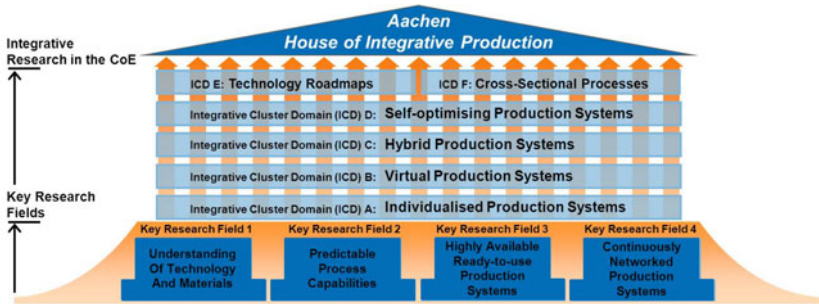 Aachen
House of Integrative Production
Integrative
Research in the CoE
ICD E: Technology Roadmaps
ICD F: Cross-Sectional Processes
Integrative Cluster Domain (ICD) D: Self-optimising Production Systems
Integrative Cluster Domain (ICD) C: Hybrid Production Systems
Integrative Cluster Domain (ICD) B: Virtual Production Systems
Integrative Cluster Domain (ICD) A: Individualised Production Systems
Key Research
Fields
Key Research Field 1
Understanding
Of Technology
And Materials
Key Research Field 2
Predictable
Process
Capabilities
Key Research Field 3
Highly Available
Ready-to-use
Production
Systems
Key Research Field 4
Continuously
Networked
Production
Systems